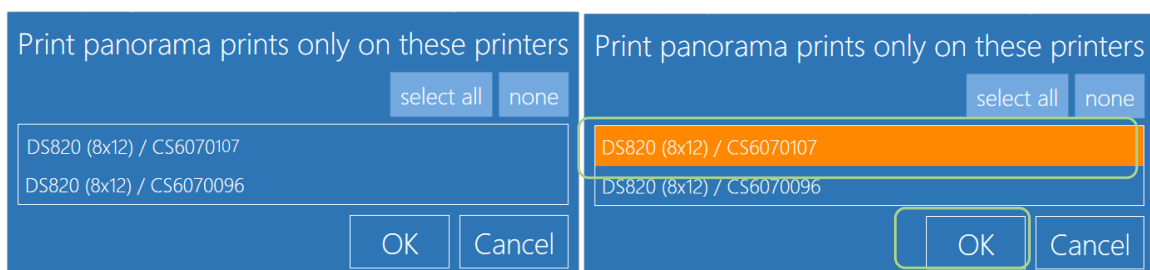 Print panorama prints only on these printers
select all none
DS820 (8x12) / CS6070107
DS820 (8x12) / CS6070096
OK Cancel
Print panorama prints only on these printers
select all none
DS820 (8x12) / CS6070107
DS820 (8x12) / CS6070096
OK Cancel